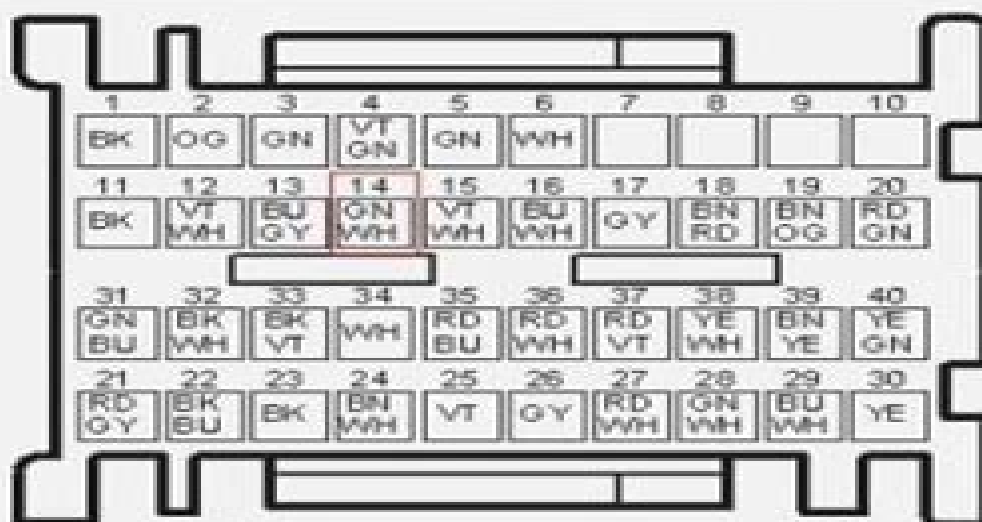 1 2 3 4 5 6 7 8 9 10
BK OG GN VT GN WH
GN
11 12 13 14 15 16 17 18 19 20
BK VT BU GN VT BU GY BN BN RD
WH GY WH WH WH RD OG GN
31 32 33 34 35 36 37 38 39 40
GN BK BK WH RD RD RD YE BN YE
BU WH VT BU WH VT WH YE GN
21 22 23 24 25 26 27 28 29 30
RD BK BK BN VT GY RD GN BU YE
GY BU WH WH WH WH